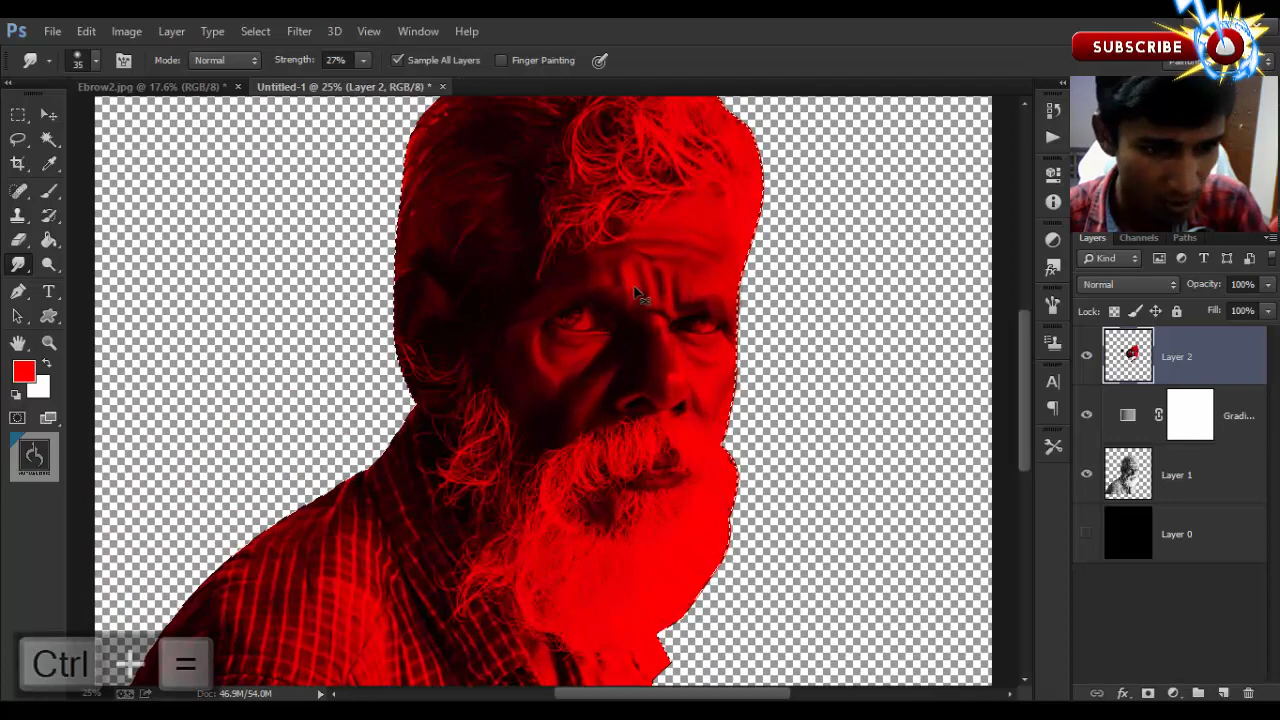 Ps File Edit Image Layer Type Select Filter 3D View Window Help
SUBSCRIBE
35 Mode: Normal Strength: 27% Sample All Layers Finger Painting
Ebrow2.jpg @ 17.6% (RGB/8) * × Untitled-1 @ 25% (Layer 2, RGB/8) * ×
Layers Channels Paths
Kind
Normal Opacity: 100%
Lock: Fill: 100%
Layer 2
Gradi...
Layer 1
Layer 0
Ctrl + =
25% Doc: 46.9M/54.0M